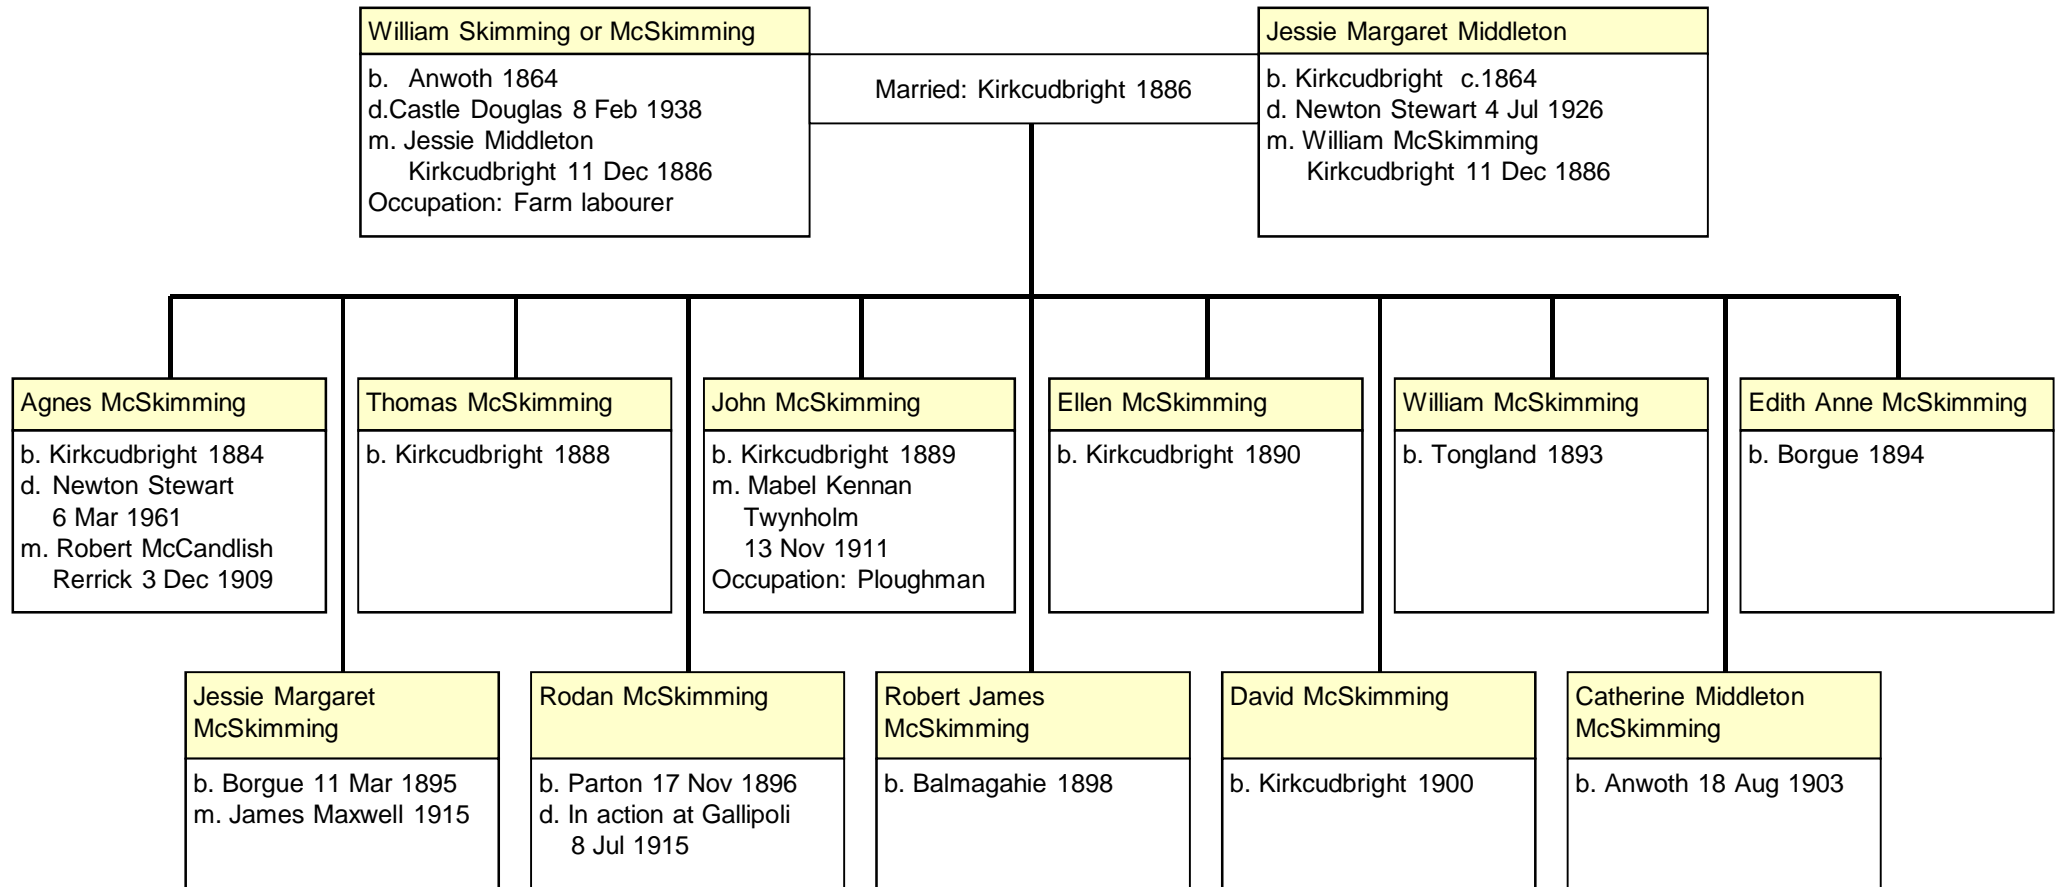 William Skimming or McSkimming
b. Anwoth 1864
d.Castle Douglas 8 Feb 1938
m. Jessie Middleton
Kirkcudbright 11 Dec 1886
Occupation: Farm labourer
Married: Kirkcudbright 1886
Jessie Margaret Middleton
b. Kirkcudbright c.1864
d. Newton Stewart 4 Jul 1926
m. William McSkimming
Kirkcudbright 11 Dec 1886
Agnes McSkimming
b. Kirkcudbright 1884
d. Newton Stewart
6 Mar 1961
m. Robert McCandlish
Rerrick 3 Dec 1909
Thomas McSkimming
b. Kirkcudbright 1888
John McSkimming
b. Kirkcudbright 1889
m. Mabel Kennan
Twynholm
13 Nov 1911
Occupation: Ploughman
Ellen McSkimming
b. Kirkcudbright 1890
William McSkimming
b. Tongland 1893
Edith Anne McSkimming
b. Borgue 1894
Jessie Margaret
McSkimming
b. Borgue 11 Mar 1895
m. James Maxwell 1915
Rodan McSkimming
b. Parton 17 Nov 1896
d. In action at Gallipoli
8 Jul 1915
Robert James
McSkimming
b. Balmagahie 1898
David McSkimming
b. Kirkcudbright 1900
Catherine Middleton
McSkimming
b. Anwoth 18 Aug 1903